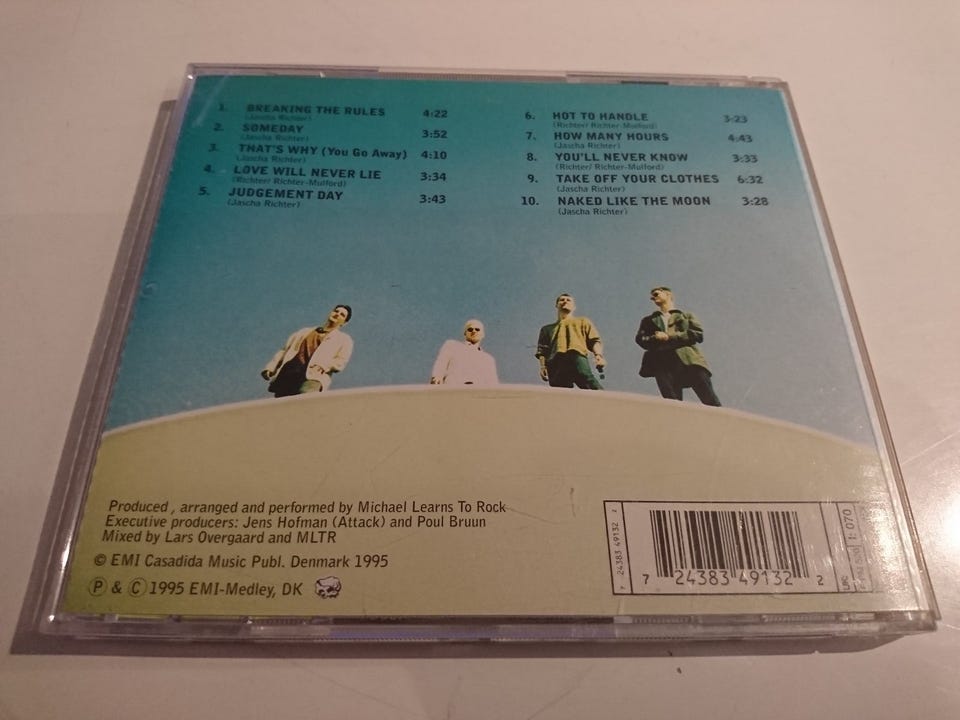 1. BREAKING THE RULES 4:22
(Jascha Richter)
2. SOMEDAY 3:52
(Jascha Richter)
3. THAT'S WHY (You Go Away) 4:10
(Jascha Richter)
4. LOVE WILL NEVER LIE 3:34
(Richter/ Richter-Mulford)
5. JUDGEMENT DAY 3:43
(Jascha Richter)
6. HOT TO HANDLE 3:23
(Richter/ Richter-Mulford)
7. HOW MANY HOURS 4:43
(Jascha Richter)
8. YOU'LL NEVER KNOW 3:33
(Richter/ Richter-Mulford)
9. TAKE OFF YOUR CLOTHES 6:32
(Jascha Richter)
10. NAKED LIKE THE MOON 3:28
(Jascha Richter)
Produced, arranged and performed by Michael Learns To Rock
Executive producers: Jens Hofman (Attack) and Poul Bruun
Mixed by Lars Overgaard and MLTR
© EMI Casadida Music Publ. Denmark 1995
Ⓟ & Ⓒ 1995 EMI-Medley, DK
7 24383 49132 2
7 24383 49132 2
UK:
I: 070